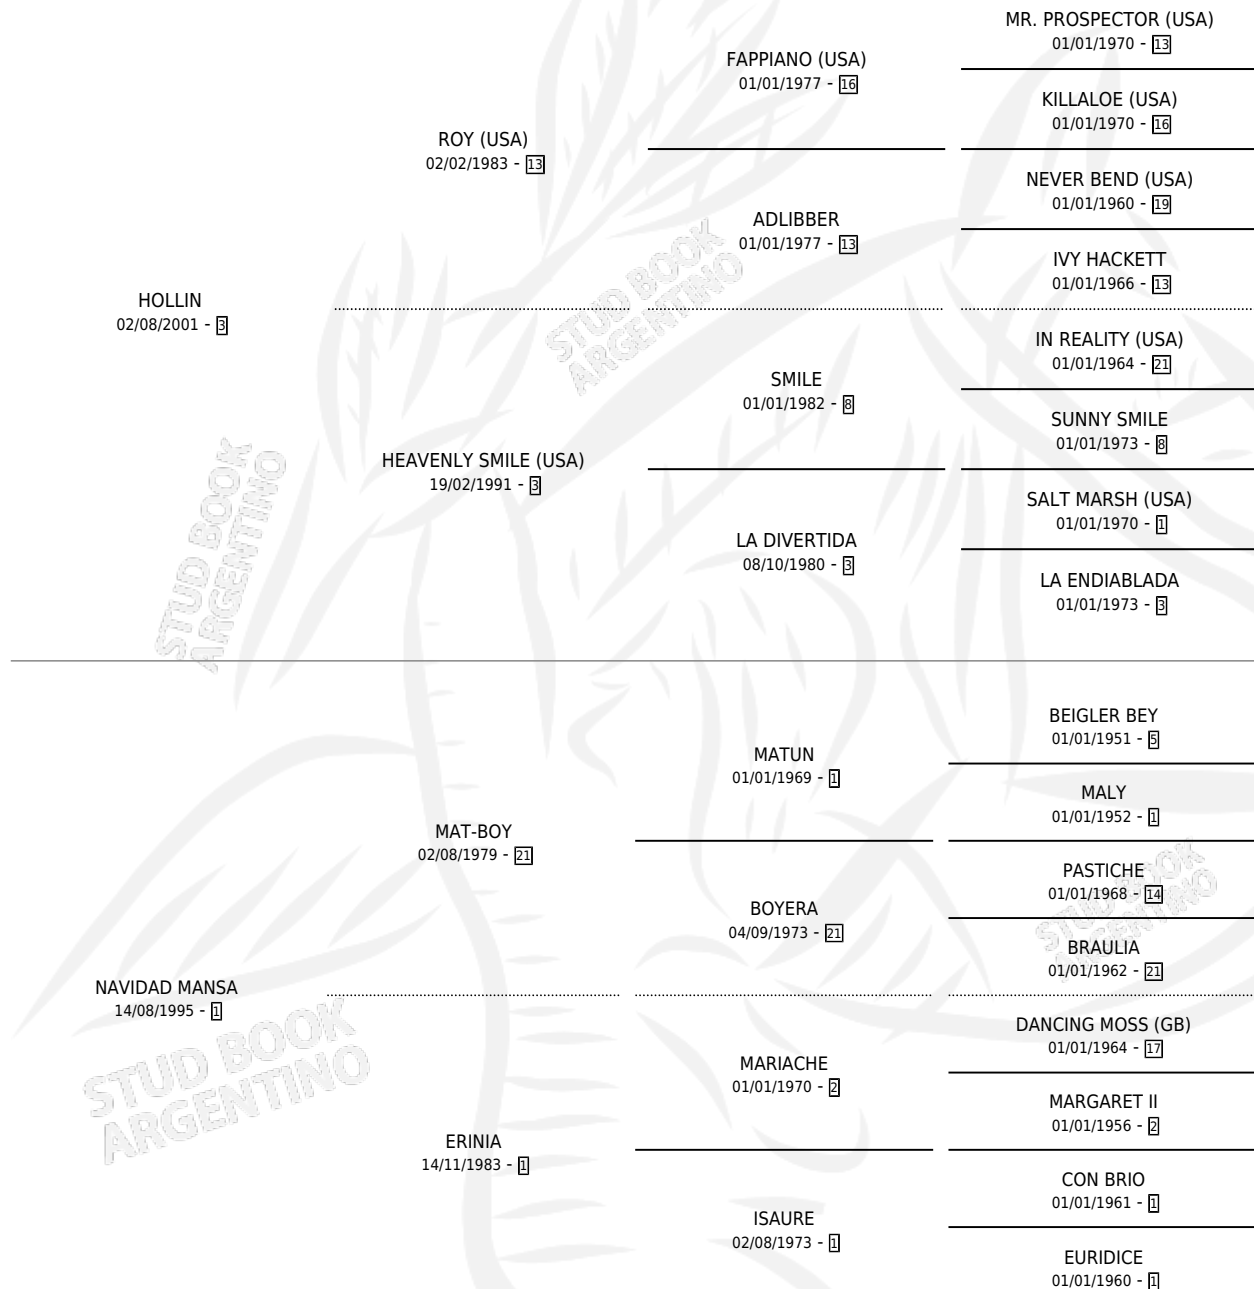 MR. PROSPECTOR (USA)
01/01/1970 - 13
FAPPIANO (USA)
01/01/1977 - 16
KILLALOE (USA)
01/01/1970 - 16
ROY (USA)
02/02/1983 - 13
NEVER BEND (USA)
01/01/1960 - 19
ADLIBBER
01/01/1977 - 13
IVY HACKETT
01/01/1966 - 13
HOLLIN
02/08/2001 - 3
IN REALITY (USA)
01/01/1964 - 21
SMILE
01/01/1982 - 8
SUNNY SMILE
01/01/1973 - 8
HEAVENLY SMILE (USA)
19/02/1991 - 3
SALT MARSH (USA)
01/01/1970 - 1
LA DIVERTIDA
08/10/1980 - 3
LA ENDIABLADA
01/01/1973 - 3
BEIGLER BEY
01/01/1951 - 5
MATUN
01/01/1969 - 1
MALY
01/01/1952 - 1
MAT-BOY
02/08/1979 - 21
PASTICHE
01/01/1968 - 14
BOYERA
04/09/1973 - 21
BRAULIA
01/01/1962 - 21
NAVIDAD MANSA
14/08/1995 - 1
DANCING MOSS (GB)
01/01/1964 - 17
MARIACHE
01/01/1970 - 2
MARGARET II
01/01/1956 - 2
ERINIA
14/11/1983 - 1
CON BRIO
01/01/1961 - 1
ISAURE
02/08/1973 - 1
EURIDICE
01/01/1960 - 1
STUD BOOK
ARGENTINO
STUD BOOK
ARGENTINO
STUD BOOK
ARGENTINO
STUD BOOK
ARGENTINO